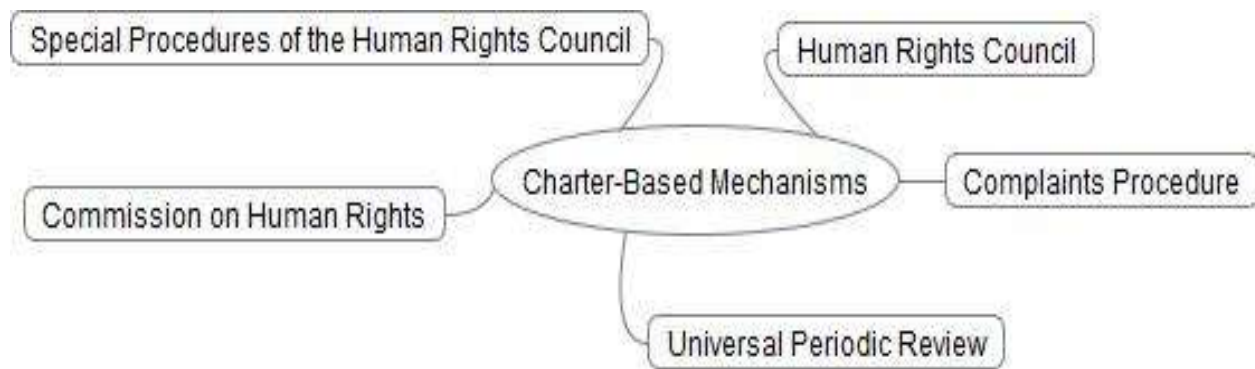 Special Procedures of the Human Rights Council
Human Rights Council
Charter-Based Mechanisms
Complaints Procedure
Commission on Human Rights
Universal Periodic Review